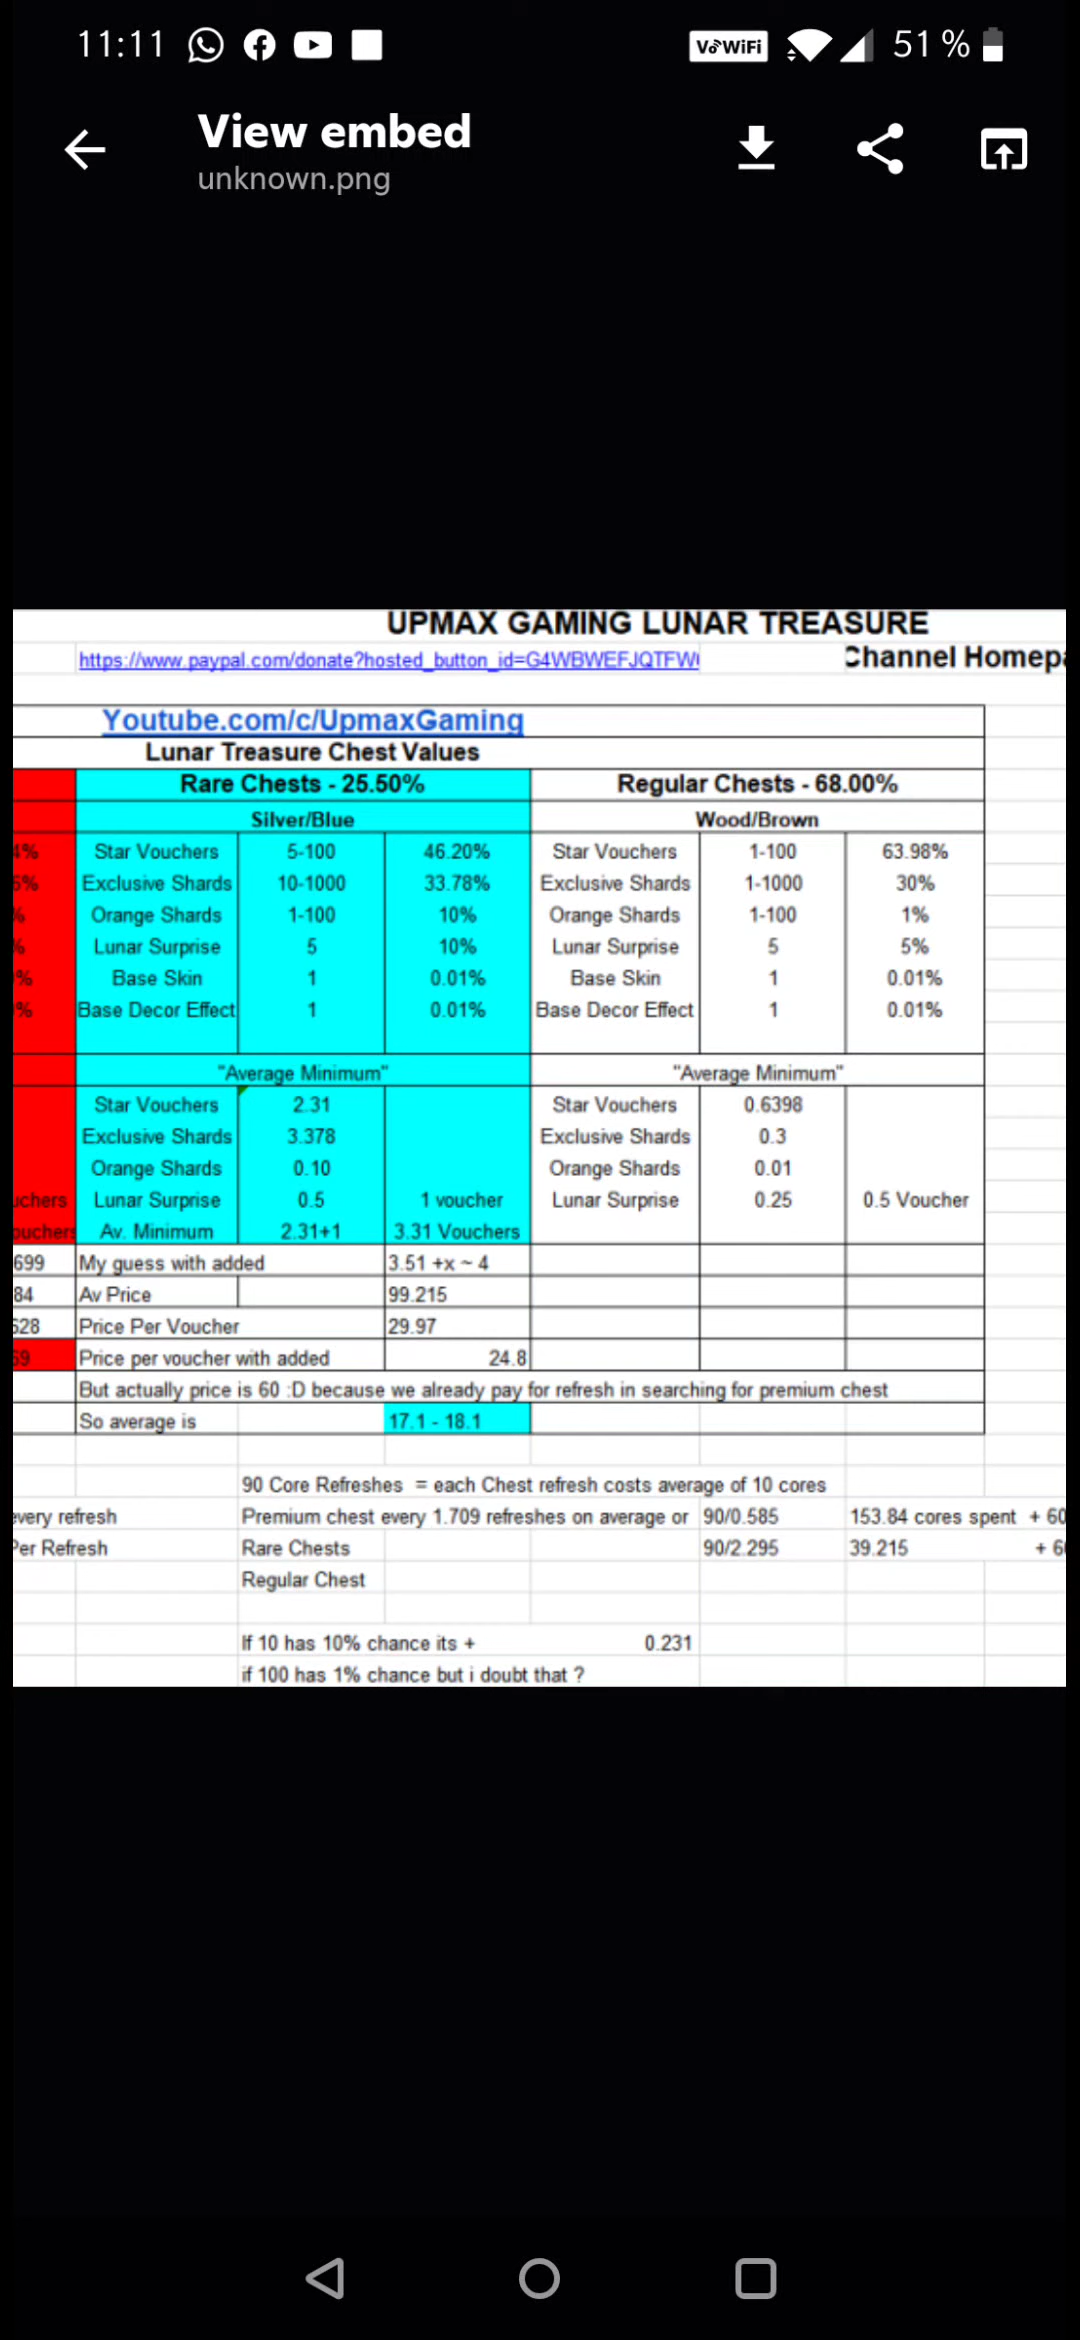 11:11 VoWiFi 51 %
View embed
unknown.png
UPMAX GAMING LUNAR TREASURE
https://www.paypal.com/donate?hosted_button_id=G4WBWEFJQTFW Channel Homepa
Youtube.com/c/UpmaxGaming
Lunar Treasure Chest Values
Rare Chests - 25.50% Regular Chests - 68.00%
Silver/Blue Wood/Brown
4% Star Vouchers 5-100 46.20% Star Vouchers 1-100 63.98%
% Exclusive Shards 10-1000 33.78% Exclusive Shards 1-1000 30%
% Orange Shards 1-100 10% Orange Shards 1-100 1%
% Lunar Surprise 5 10% Lunar Surprise 5 5%
% Base Skin 1 0.01% Base Skin 1 0.01%
% Base Decor Effect 1 0.01% Base Decor Effect 1 0.01%
"Average Minimum" "Average Minimum"
Star Vouchers 2.31 Star Vouchers 0.6398
Exclusive Shards 3.378 Exclusive Shards 0.3
Orange Shards 0.10 Orange Shards 0.01
uchers Lunar Surprise 0.5 1 voucher Lunar Surprise 0.25 0.5 Voucher
ouchers Av. Minimum 2.31+1 3.31 Vouchers
699 My guess with added 3.51 +x ~ 4
84 Av Price 99.215
628 Price Per Voucher 29.97
69 Price per voucher with added 24.8
But actually price is 60 :D because we already pay for refresh in searching for premium chest
So average is 17.1 - 18.1
90 Core Refreshes = each Chest refresh costs average of 10 cores
every refresh Premium chest every 1.709 refreshes on average or 90/0.585 153.84 cores spent + 60
Per Refresh Rare Chests 90/2.295 39.215 + 6
Regular Chest
If 10 has 10% chance its + 0.231
if 100 has 1% chance but i doubt that ?